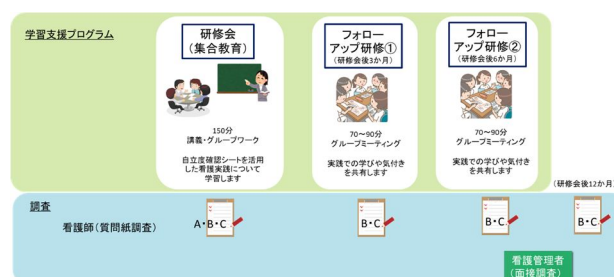 学習支援プログラム
研修会
(集合教育)
150分
講義・グループワーク
自立度確認シートを活用
した看護実践について
学習します
フォロー
アップ研修①
(研修会後3か月)
70～90分
グループミーティング
実践での学びや気付き
を共有します
フォロー
アップ研修②
(研修会後6か月)
70～90分
グループミーティング
実践での学びや気付き
を共有します
(研修会後12か月)
調査
看護師(質問紙調査)
A・B・C
B・C
B・C
B・C
看護管理者
(面接調査)